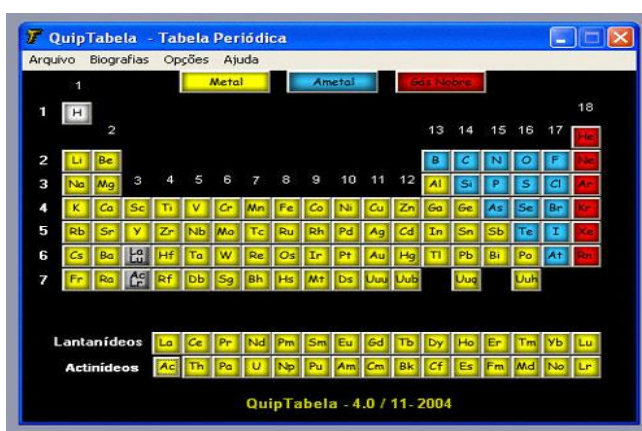 QuipTabela - Tabela Periódica
Arquivo Biografias Opções Ajuda
Metal Ametal Gás Nobre
1 18
1 H
2 13 14 15 16 17 He
2 Li Be B C N O F Ne
3 Na Mg 3 4 5 6 7 8 9 10 11 12 Al Si P S Cl Ar
4 K Ca Sc Ti V Cr Mn Fe Co Ni Cu Zn Ga Ge As Se Br Kr
5 Rb Sr Y Zr Nb Mo Tc Ru Rh Pd Ag Cd In Sn Sb Te I Xe
6 Cs Ba La Lu Hf Ta W Re Os Ir Pt Au Hg Tl Pb Bi Po At Rn
7 Fr Ra Ac Lr Rf Db Sg Bh Hs Mt Ds Uuu Uub Uuq Uuh
Lantanídeos La Ce Pr Nd Pm Sm Eu Gd Tb Dy Ho Er Tm Yb Lu
Actinídeos Ac Th Pa U Np Pu Am Cm Bk Cf Es Fm Md No Lr
QuipTabela - 4.0 / 11- 2004